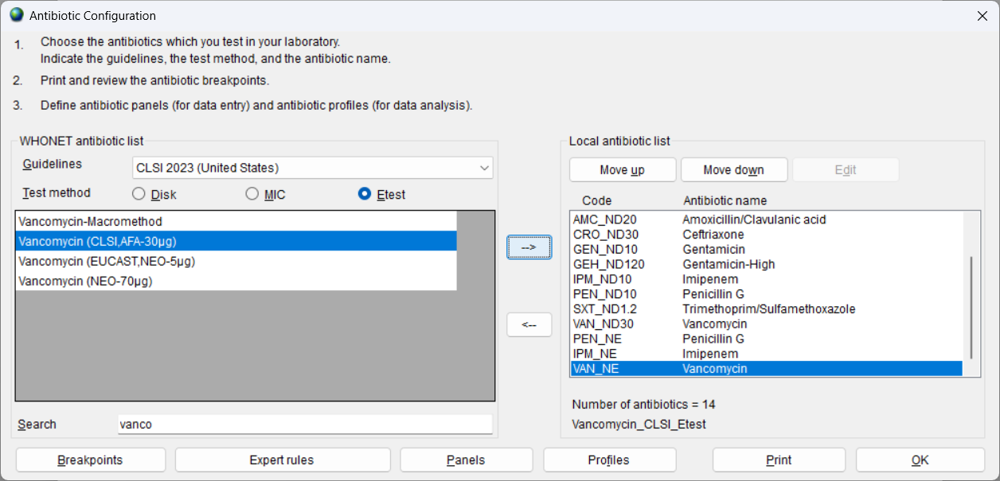 Antibiotic Configuration
1. Choose the antibiotics which you test in your laboratory.
Indicate the guidelines, the test method, and the antibiotic name.
2. Print and review the antibiotic breakpoints.
3. Define antibiotic panels (for data entry) and antibiotic profiles (for data analysis).
WHONET antibiotic list
Guidelines CLSI 2023 (United States)
Test method Disk MIC Etest
Vancomycin-Macromethod
Vancomycin (CLSI,AFA-30µg)
Vancomycin (EUCAST,NEO-5µg)
Vancomycin (NEO-70µg)
Search vanco
-->
<--
Local antibiotic list
Move up Move down Edit
Code Antibiotic name
AMC_ND20 Amoxicillin/Clavulanic acid
CRO_ND30 Ceftriaxone
GEN_ND10 Gentamicin
GEH_ND120 Gentamicin-High
IPM_ND10 Imipenem
PEN_ND10 Penicillin G
SXT_ND1.2 Trimethoprim/Sulfamethoxazole
VAN_ND30 Vancomycin
PEN_NE Penicillin G
IPM_NE Imipenem
VAN_NE Vancomycin
Number of antibiotics = 14
Vancomycin_CLSI_Etest
Breakpoints Expert rules Panels Profiles Print OK